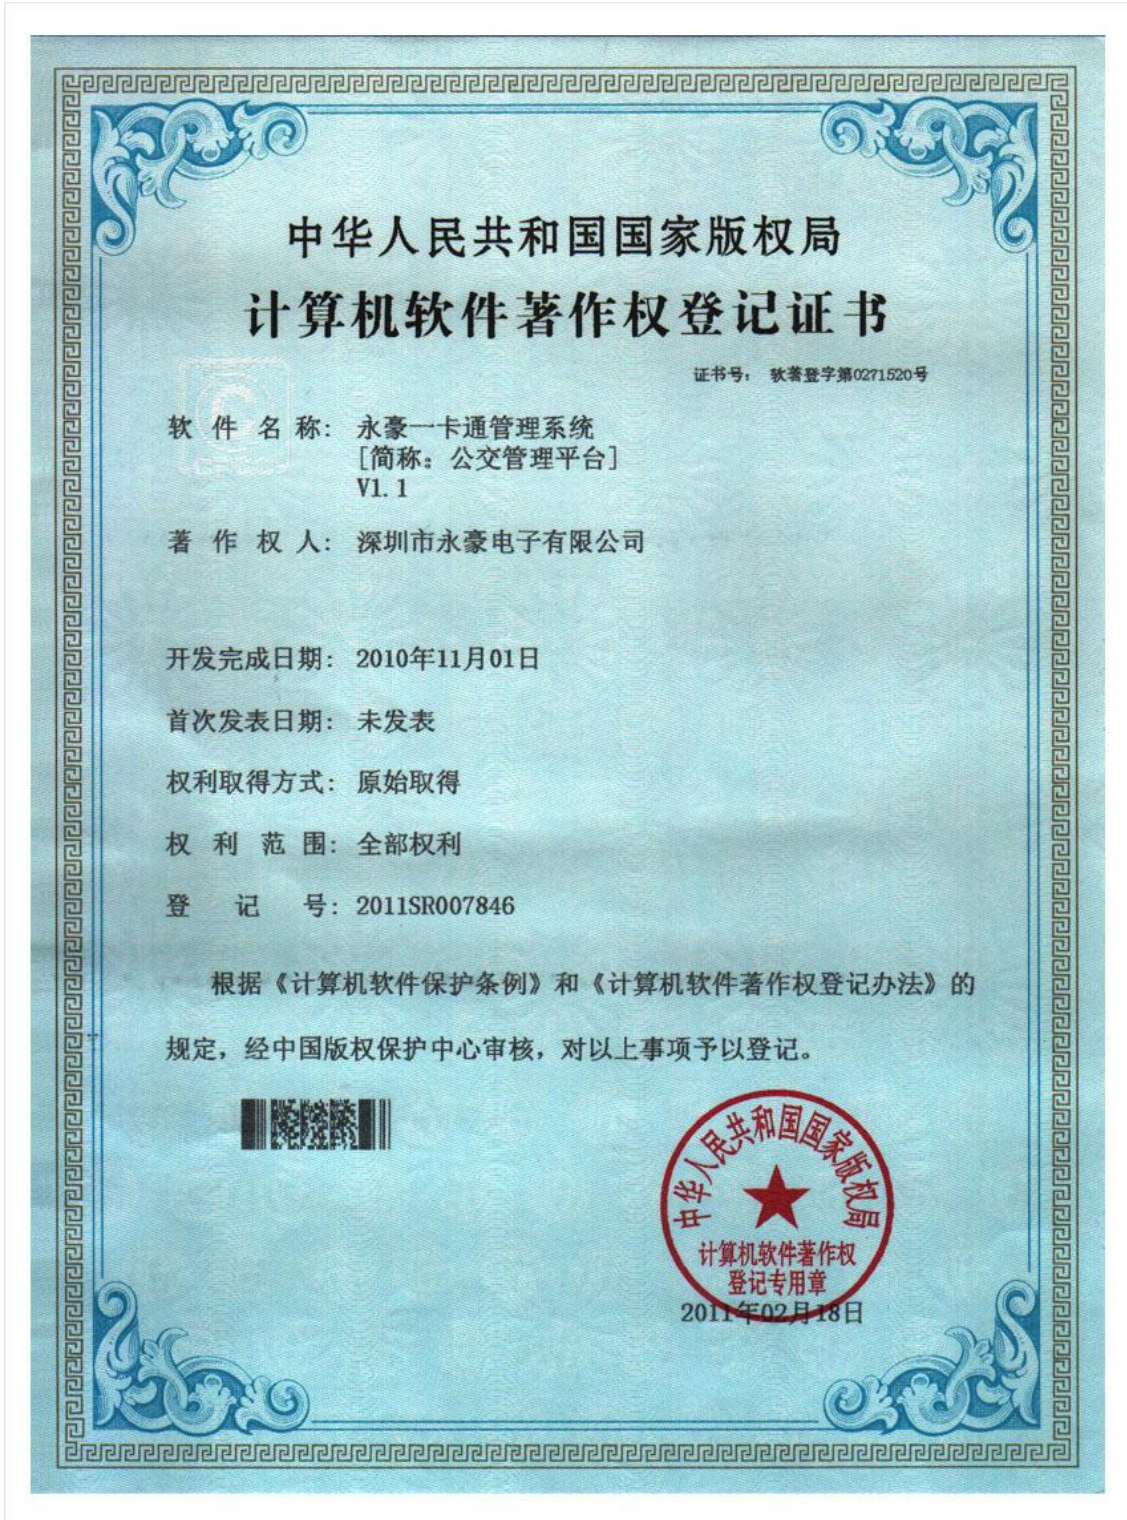 中华人民共和国国家版权局
计算机软件著作权登记证书
证书号： 软著登字第0271520号
软件名称： 永豪一卡通管理系统
[简称：公交管理平台]
V1.1
著作权人： 深圳市永豪电子有限公司
开发完成日期： 2010年11月01日
首次发表日期： 未发表
权利取得方式： 原始取得
权利范围： 全部权利
登记号： 2011SR007846
根据《计算机软件保护条例》和《计算机软件著作权登记办法》的
规定，经中国版权保护中心审核，对以上事项予以登记。
中华人民共和国国家版权局
计算机软件著作权
登记专用章
2011年02月18日